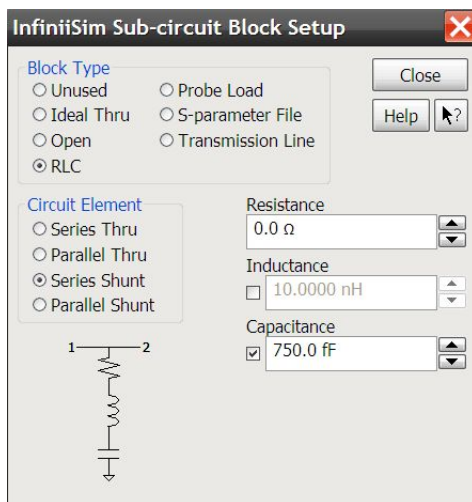 InfiniiSim Sub-circuit Block Setup
Block Type
Unused
Probe Load
Ideal Thru
S-parameter File
Open
Transmission Line
RLC
Close
Help
?
Circuit Element
Series Thru
Parallel Thru
Series Shunt
Parallel Shunt
Resistance
0.0 Ω
Inductance
10.0000 nH
Capacitance
750.0 fF
1 2